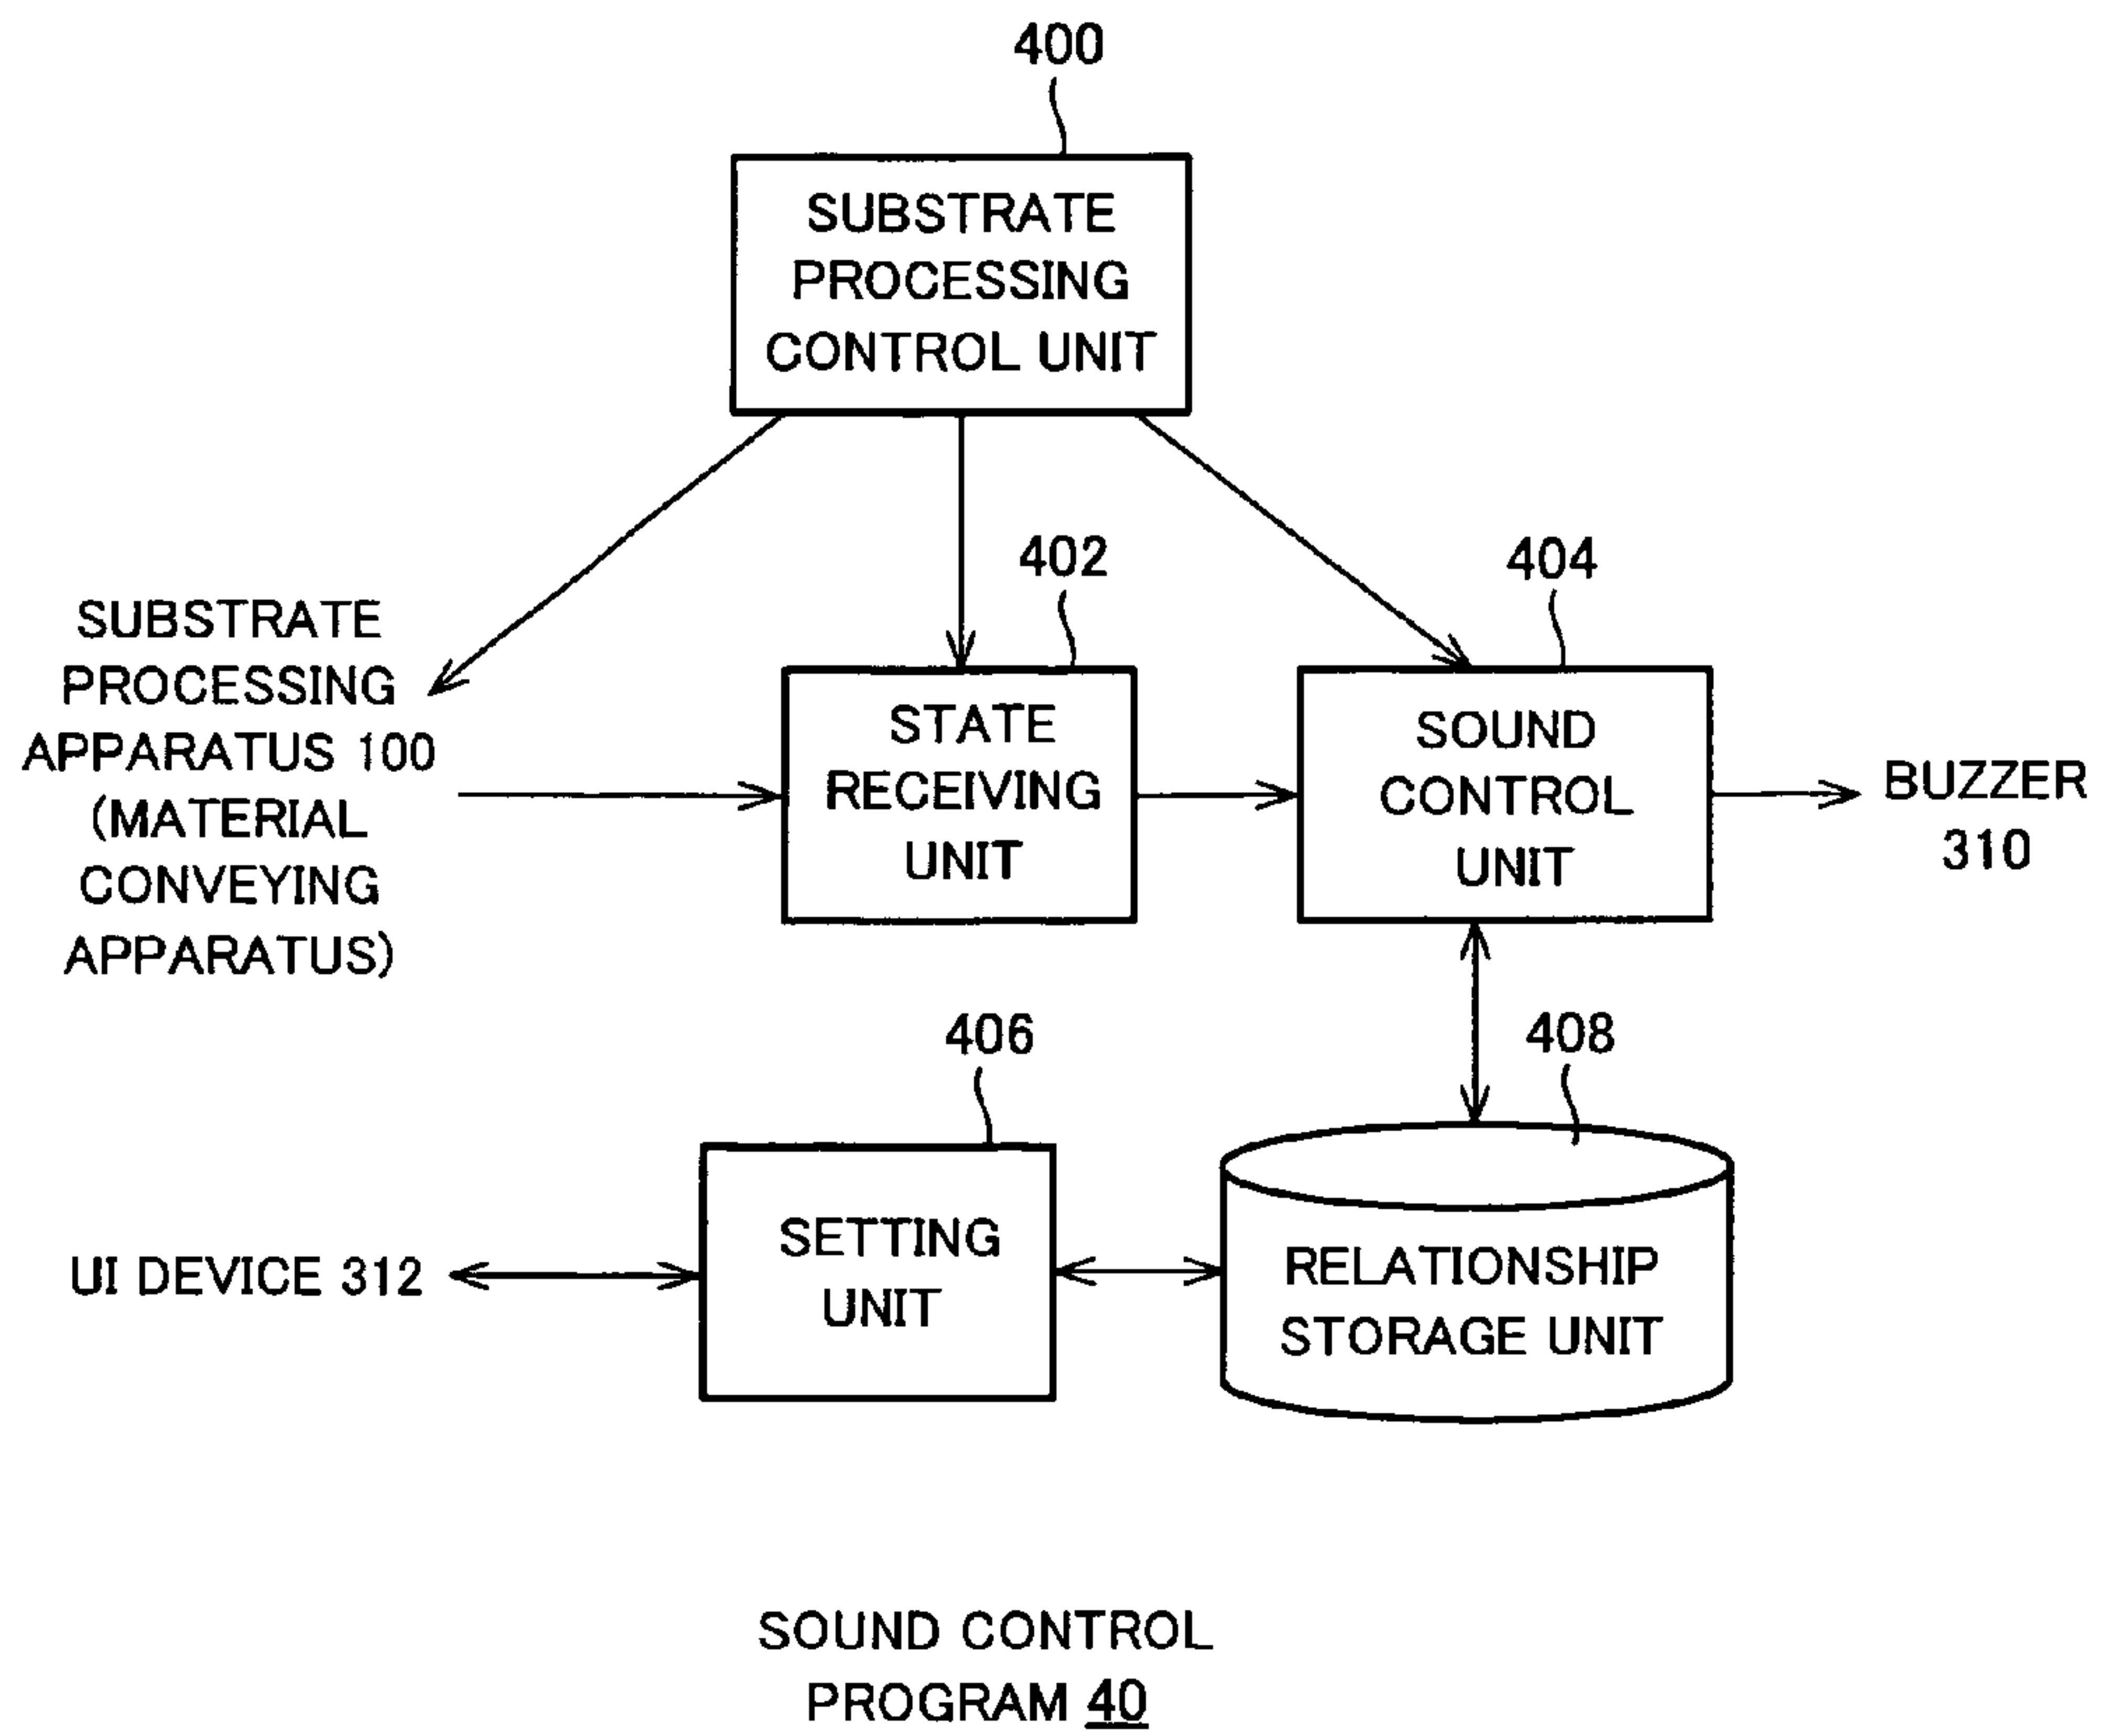 400
SUBSTRATE
PROCESSING
CONTROL UNIT
402
404
SUBSTRATE
PROCESSING
APPARATUS 100
(MATERIAL
CONVEYING
APPARATUS)
STATE
RECEIVING
UNIT
SOUND
CONTROL
UNIT
BUZZER
310
406
408
UI DEVICE 312
SETTING
UNIT
RELATIONSHIP
STORAGE UNIT
SOUND CONTROL
PROGRAM 40